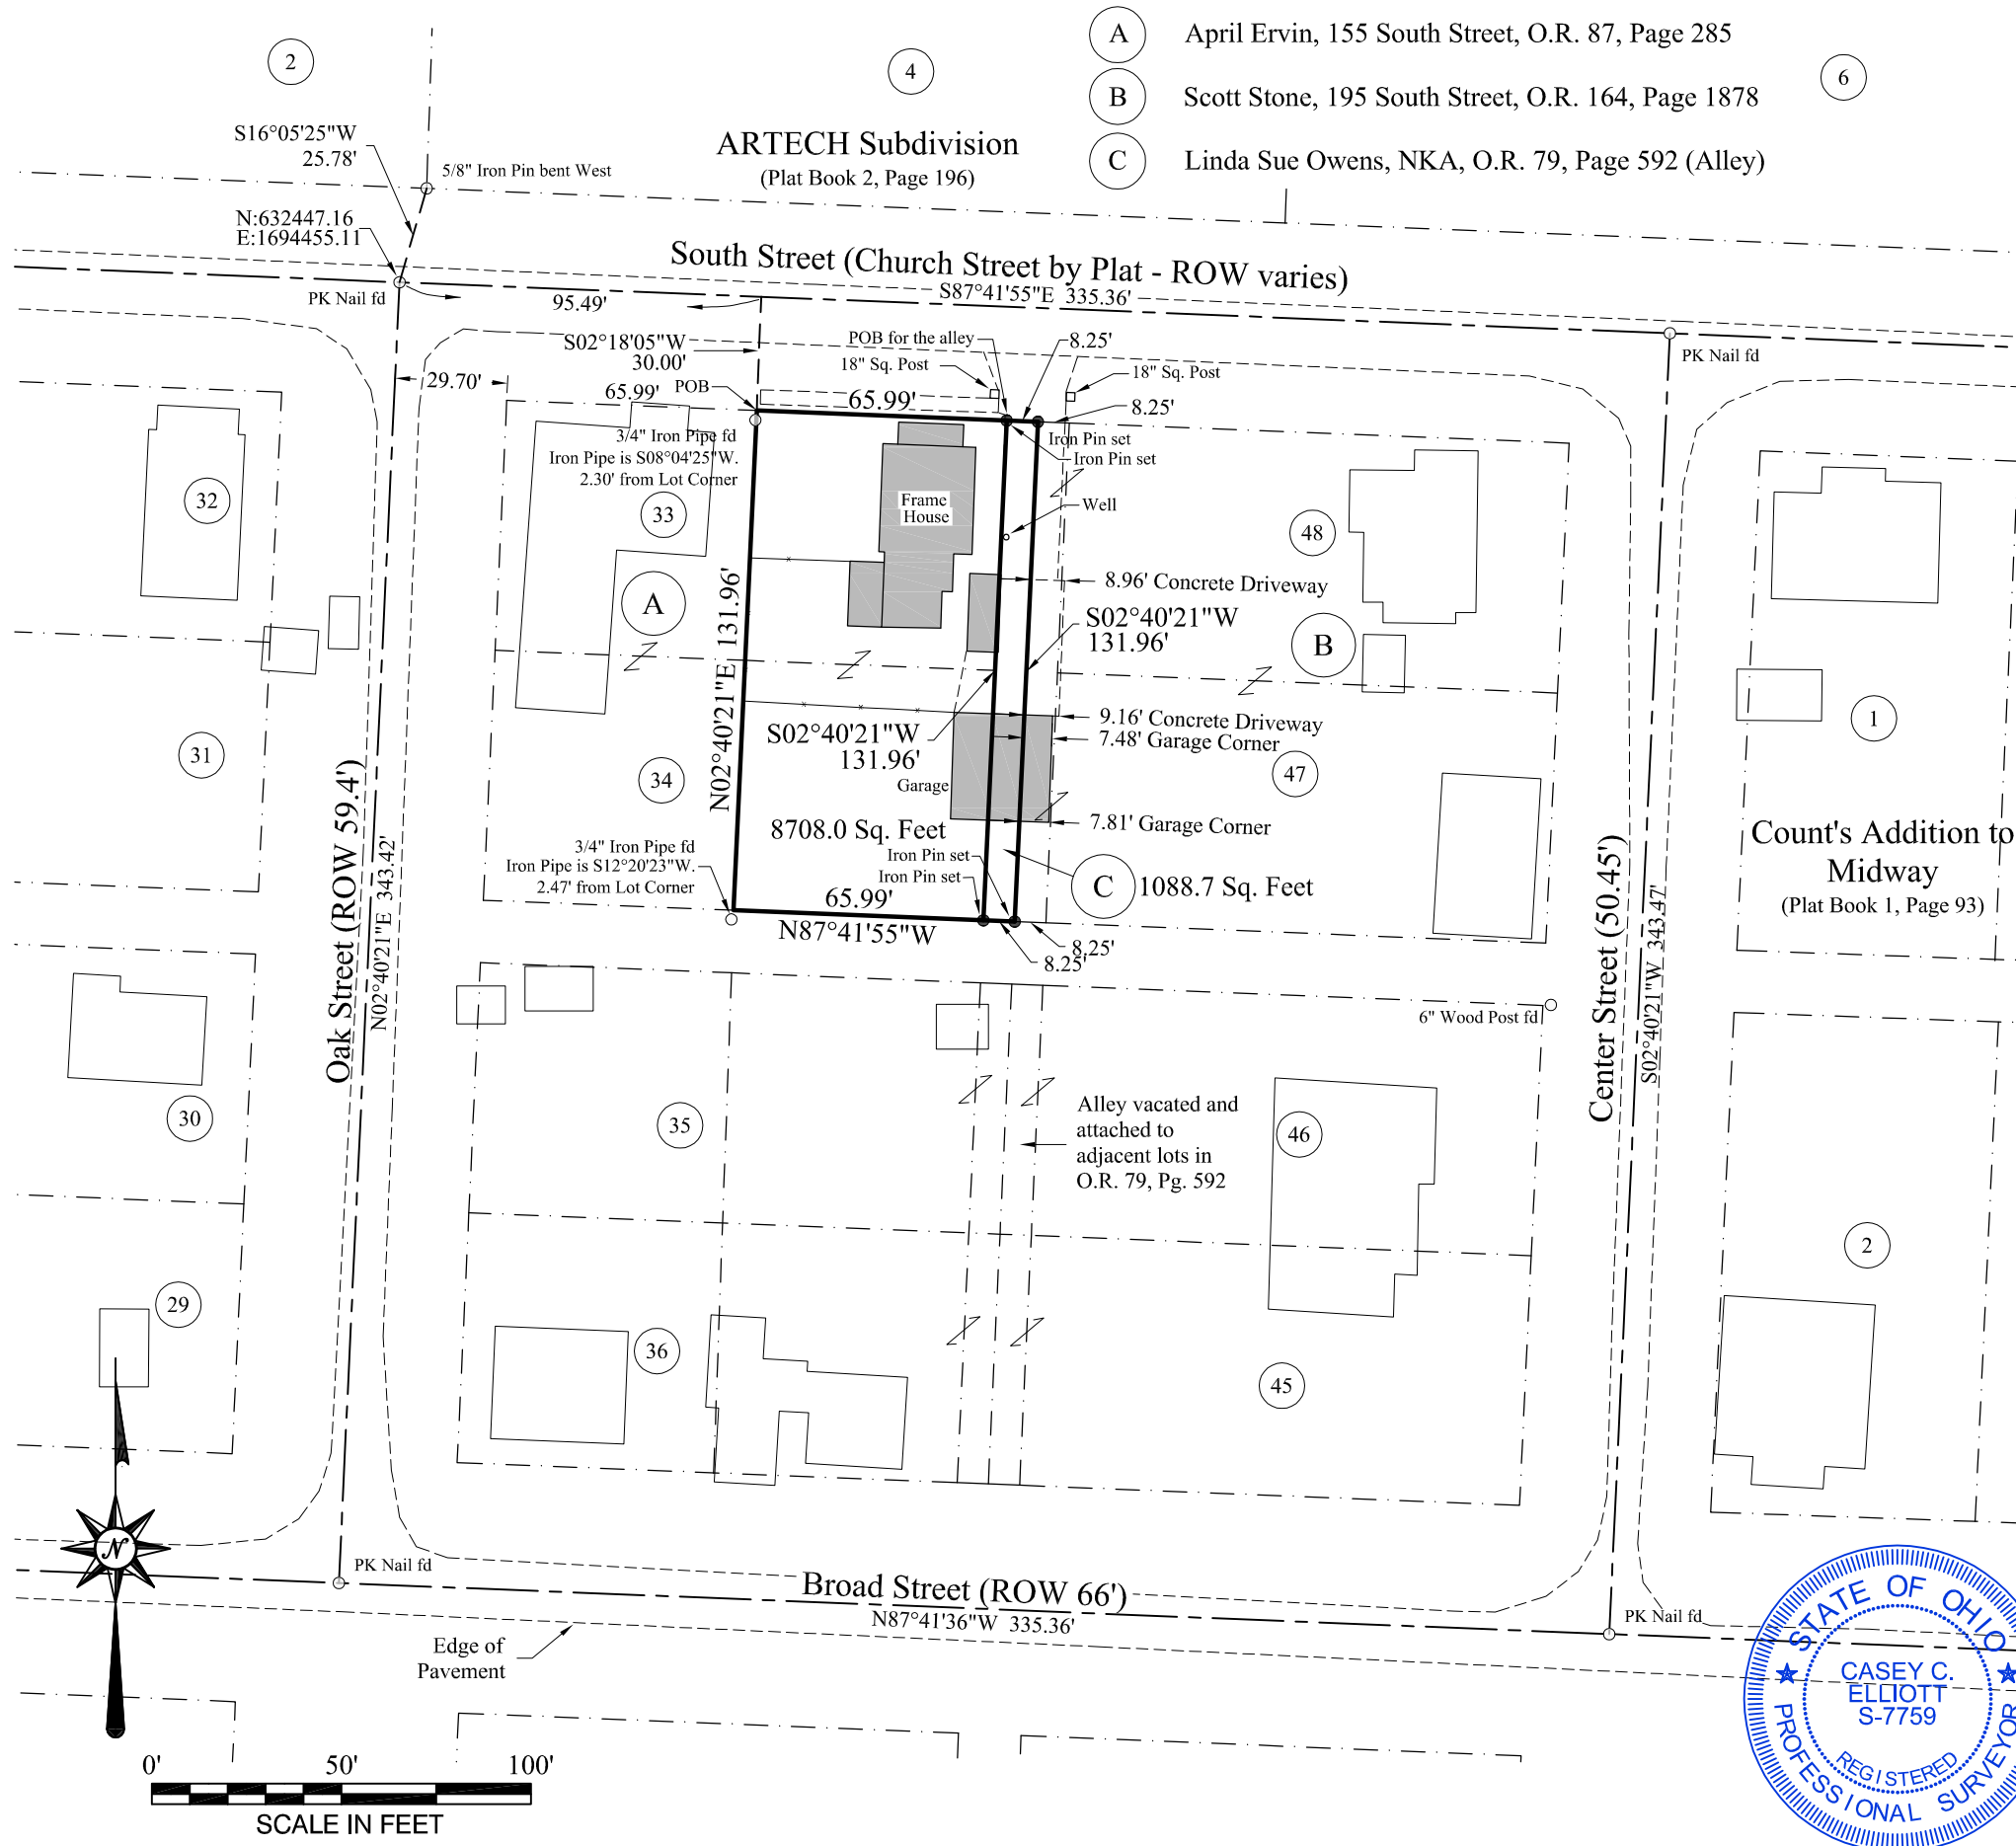 A April Ervin, 155 South Street, O.R. 87, Page 285
B Scott Stone, 195 South Street, O.R. 164, Page 1878
C Linda Sue Owens, NKA, O.R. 79, Page 592 (Alley)
2
4
6
S16°05'25"W
25.78'
5/8" Iron Pin bent West
ARTECH Subdivision
(Plat Book 2, Page 196)
N:632447.16
E:1694455.11
PK Nail fd
South Street (Church Street by Plat - ROW varies)
S87°41'55"E 335.36'
95.49'
S02°18'05"W
30.00'
POB for the alley
8.25'
PK Nail fd
29.70'
65.99'
POB
18" Sq. Post
18" Sq. Post
65.99'
8.25'
3/4" Iron Pipe fd
Iron Pipe is S08°04'25"W.
2.30' from Lot Corner
Iron Pin set
Iron Pin set
Well
Frame
House
32
33
48
A
8.96' Concrete Driveway
S02°40'21"W
131.96'
B
N02°40'21"E 131.96'
9.16' Concrete Driveway
7.48' Garage Corner
S02°40'21"W
131.96'
Garage
31
34
47
1
7.81' Garage Corner
8708.0 Sq. Feet
3/4" Iron Pipe fd
Iron Pipe is S12°20'23"W.
2.47' from Lot Corner
Iron Pin set
Iron Pin set
C 1088.7 Sq. Feet
65.99'
N87°41'55"W
8.25'
8.25'
Count's Addition to
Midway
(Plat Book 1, Page 93)
Oak Street (ROW 59.4')
N02°40'21"E 343.42'
Center Street (50.45')
S02°40'21"W 343.47'
6" Wood Post fd
30
35
46
Alley vacated and
attached to
adjacent lots in
O.R. 79, Pg. 592
2
29
36
45
N
PK Nail fd
Broad Street (ROW 66')
N87°41'36"W 335.36'
PK Nail fd
Edge of
Pavement
0' 50' 100'
SCALE IN FEET
STATE OF OHIO
CASEY C.
ELLIOTT
S-7759
REGISTERED
PROFESSIONAL SURVEYOR